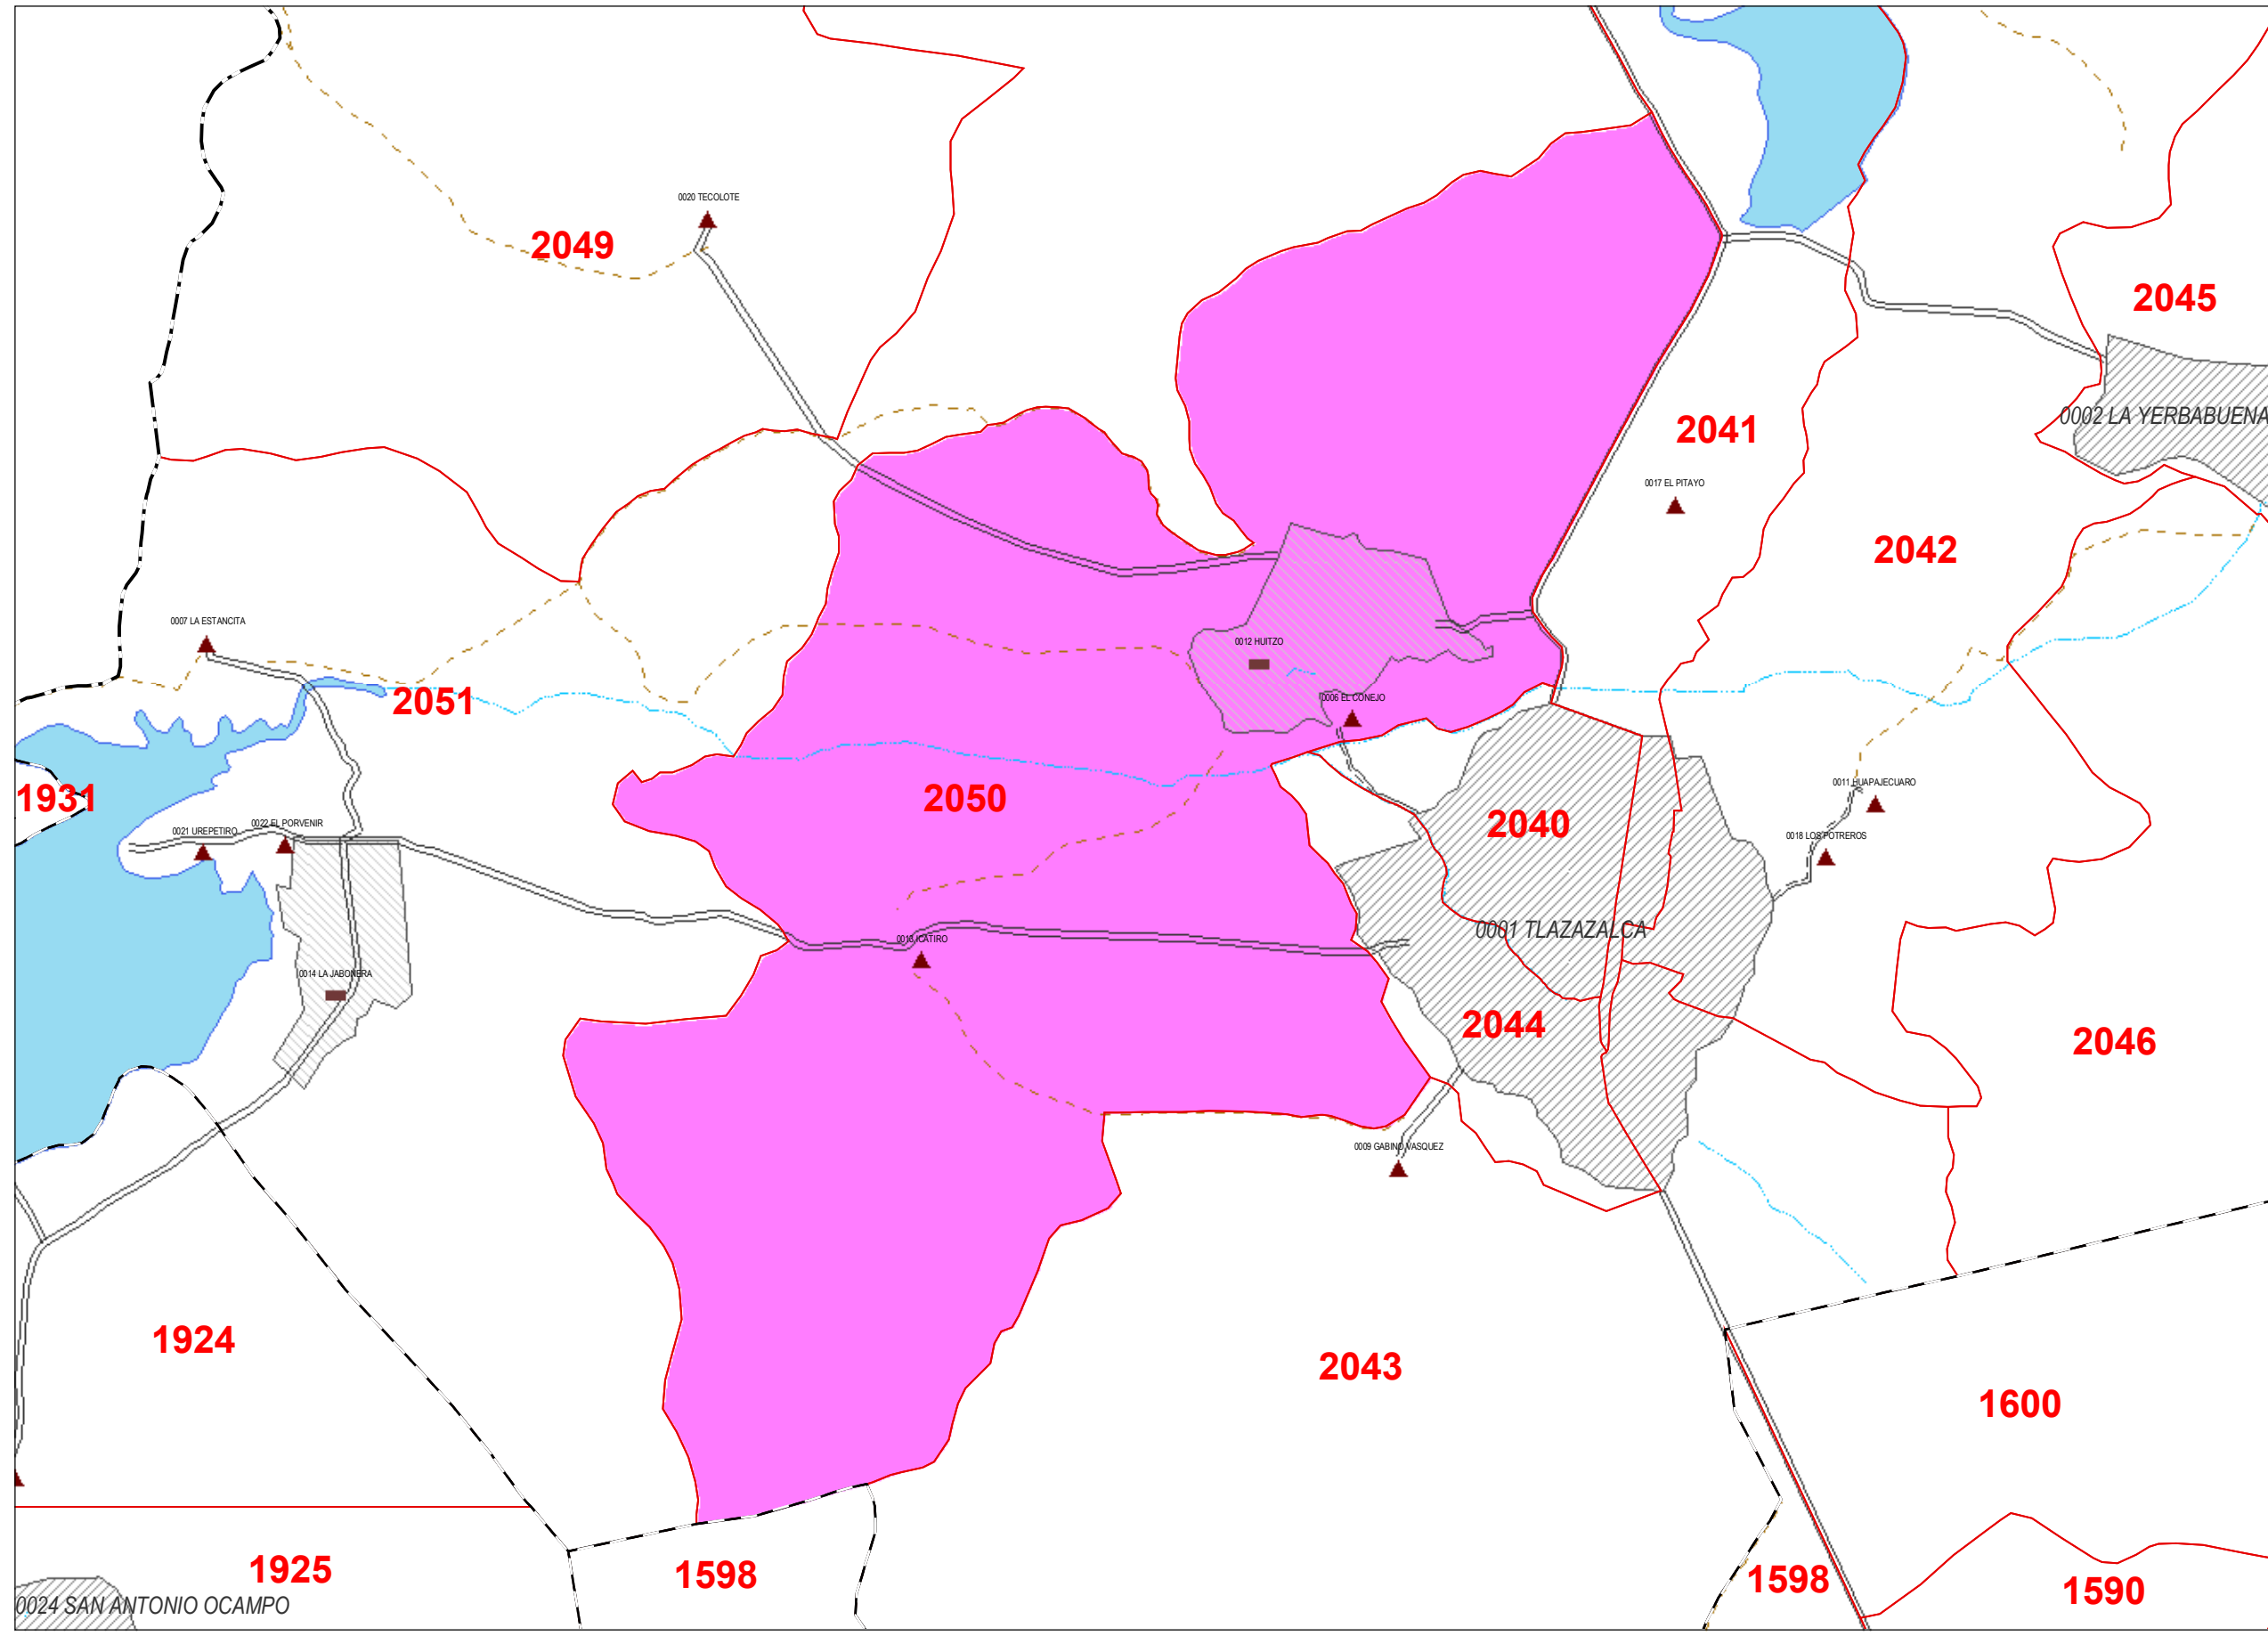 0020 TECOLOTE
2049
2045
0002 LA YERBABUENA
2041
0017 EL PITAYO
2042
0007 LA ESTANCITA
0012 HUITZO
2051
0006 EL CONEJO
1931
2050
0011 HUAPAJECUARO
0021 UREPETIRO
0022 EL PORVENIR
2040
0018 LOS POTREROS
0001 TLAZAZALCA
0013 ICATIRO
0014 LA JABONERA
2044
2046
0009 GABINO VASQUEZ
1924
2043
1600
1925
1598
1598
1590
0024 SAN ANTONIO OCAMPO